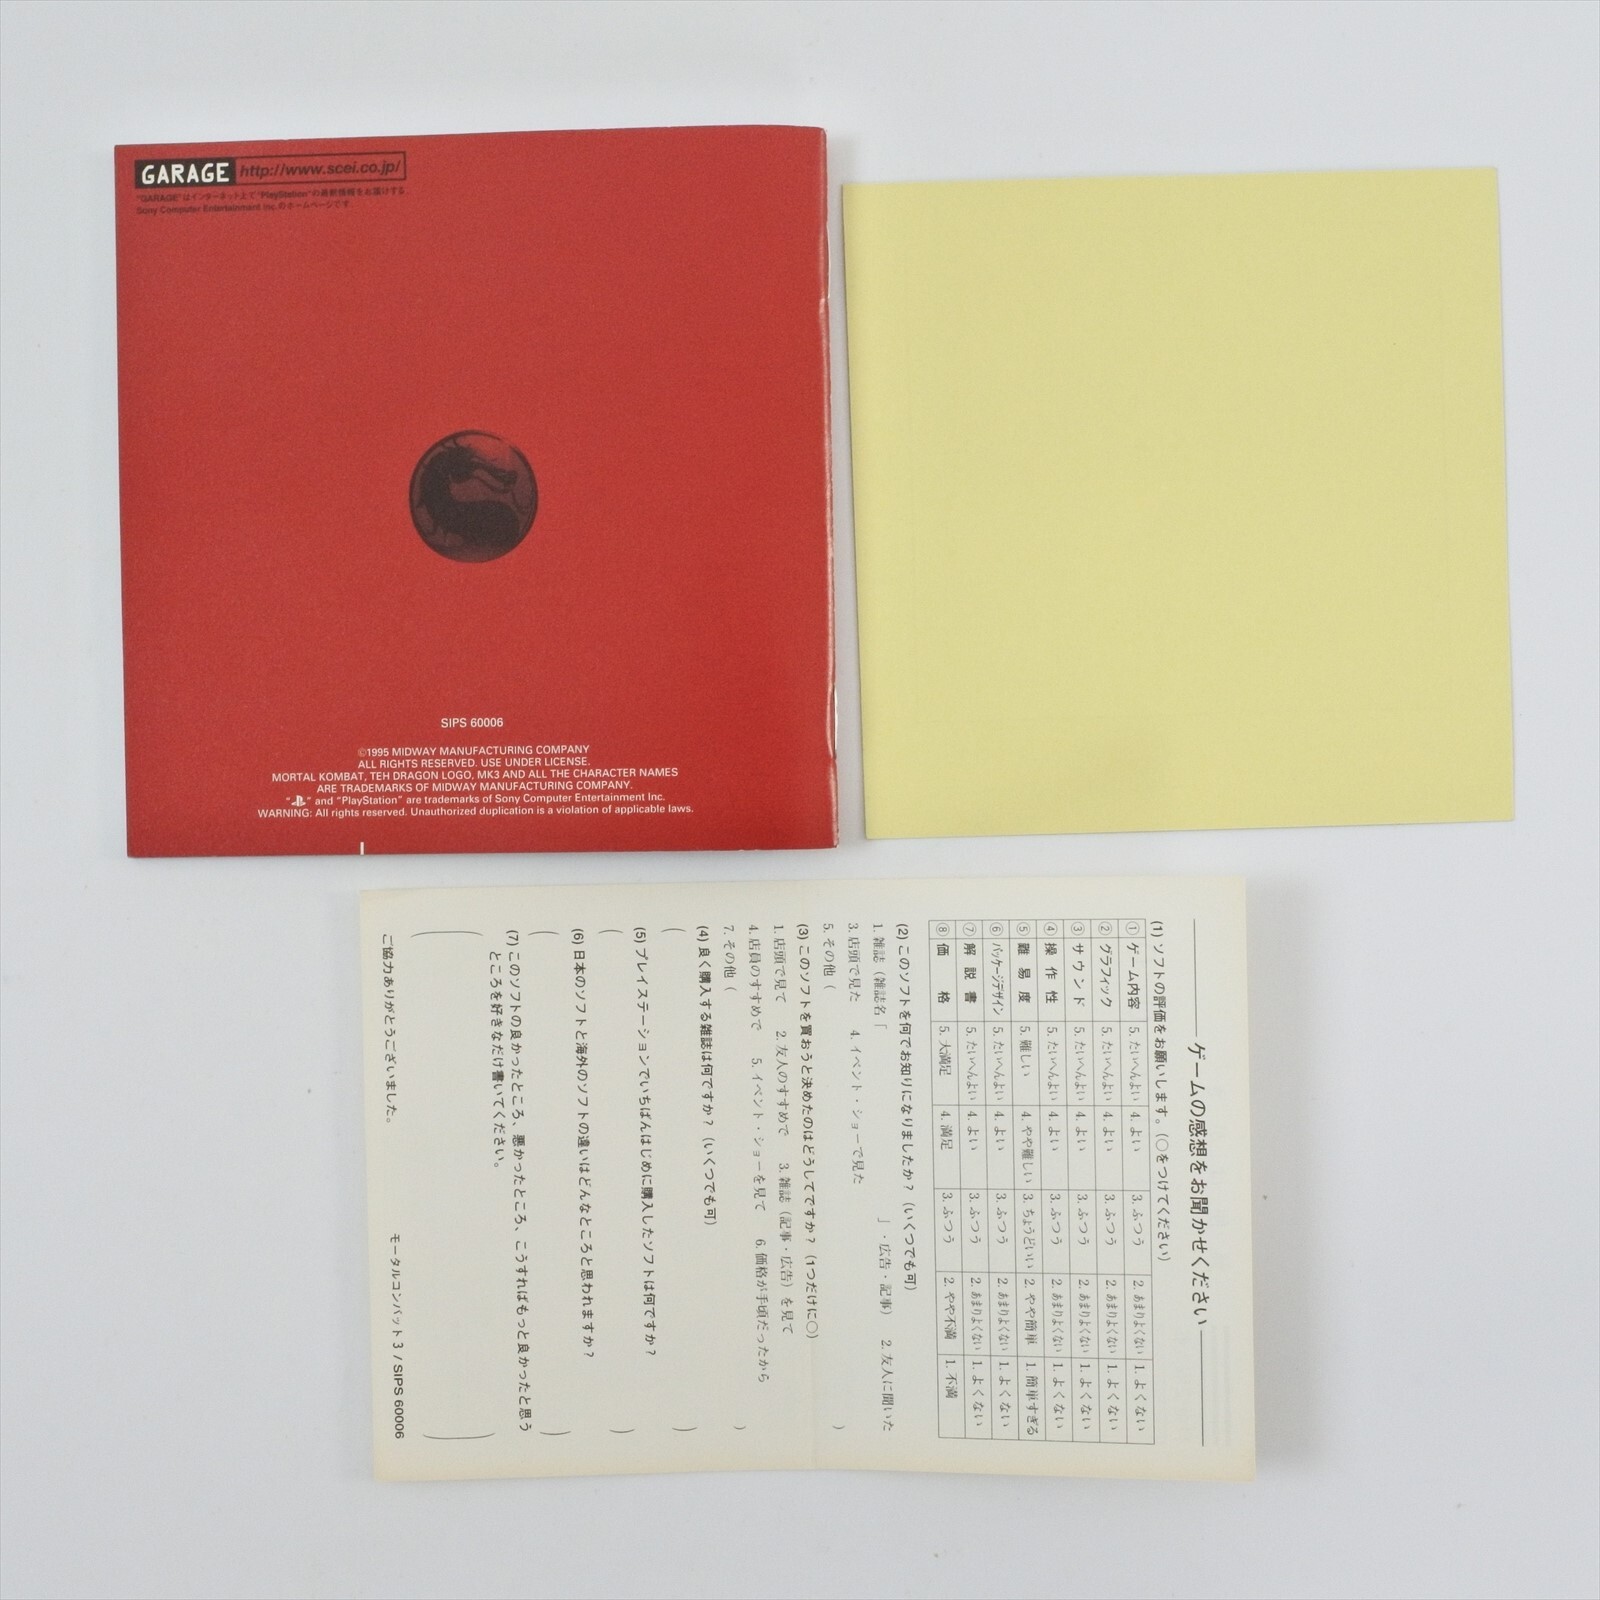 GARAGE http://www.scei.co.jp/
"GARAGE"はインターネット上で"PlayStation"の最新情報をお届けする
Sony Computer Entertainment Inc.のホームページです
SIPS 60006
©1995 MIDWAY MANUFACTURING COMPANY
ALL RIGHTS RESERVED. USE UNDER LICENSE.
MORTAL KOMBAT, TEH DRAGON LOGO, MK3 AND ALL THE CHARACTER NAMES
ARE TRADEMARKS OF MIDWAY MANUFACTURING COMPANY.
" " and "PlayStation" are trademarks of Sony Computer Entertainment Inc.
WARNING: All rights reserved. Unauthorized duplication is a violation of applicable laws.
ゲームの感想をお聞かせください
(1) ソフトの評価をお願いします。(○をつけてください)
① ゲーム内容 5. たいへんよい 4. よい 3. ふつう 2. あまりよくない 1. よくない
② グラフィック 5. たいへんよい 4. よい 3. ふつう 2. あまりよくない 1. よくない
③ サウンド 5. たいへんよい 4. よい 3. ふつう 2. あまりよくない 1. よくない
④ 操作性 5. たいへんよい 4. よい 3. ふつう 2. あまりよくない 1. よくない
⑤ 難易度 5. 難しい 4. やや難しい 3. ちょうどいい 2. やや簡単 1. 簡単すぎる
⑥ パッケージデザイン 5. たいへんよい 4. よい 3. ふつう 2. あまりよくない 1. よくない
⑦ 解説書 5. たいへんよい 4. よい 3. ふつう 2. あまりよくない 1. よくない
⑧ 価格 5. 大満足 4. 満足 3. ふつう 2. やや不満 1. 不満
(2) このソフトを何でお知りになりましたか? (いくつでも可)
1. 雑誌 (雑誌名「 」・広告・記事) 2. 友人に聞いた
3. 店頭で見た 4. イベント・ショーで見た
5. その他 ( )
(3) このソフトを買おうと決めたのはどうしてですか? (1つだけに○)
1. 店頭で見て 2. 友人のすすめで 3. 雑誌 (記事・広告) を見て
4. 店員のすすめで 5. イベント・ショーを見て 6. 価格が手頃だったから
7. その他 ( )
(4) 良く購入する雑誌は何ですか? (いくつでも可)
( )
(5) プレイステーションでいちばんはじめに購入したソフトは何ですか?
( )
(6) 日本のソフトと海外のソフトの違いはどんなところと思われますか?
( )
(7) このソフトの良かったところ、悪かったところ、こうすればもっと良かったと思う
ところを好きなだけ書いてください。
( )
ご協力ありがとうございました。
モータルコンバット3 / SIPS 60006